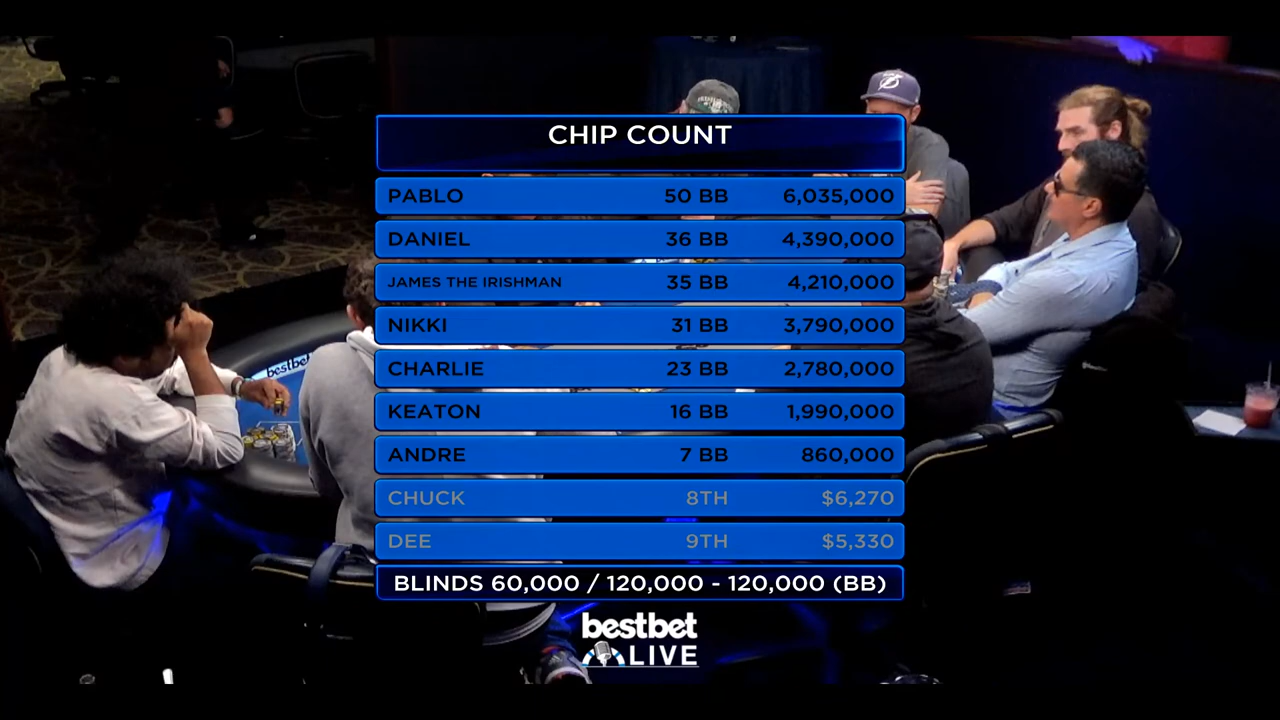 CHIP COUNT
PABLO 50 BB 6,035,000
DANIEL 36 BB 4,390,000
JAMES THE IRISHMAN 35 BB 4,210,000
NIKKI 31 BB 3,790,000
CHARLIE 23 BB 2,780,000
KEATON 16 BB 1,990,000
ANDRE 7 BB 860,000
CHUCK 8TH $6,270
DEE 9TH $5,330
BLINDS 60,000 / 120,000 - 120,000 (BB)
bestbet
LIVE
bestbet